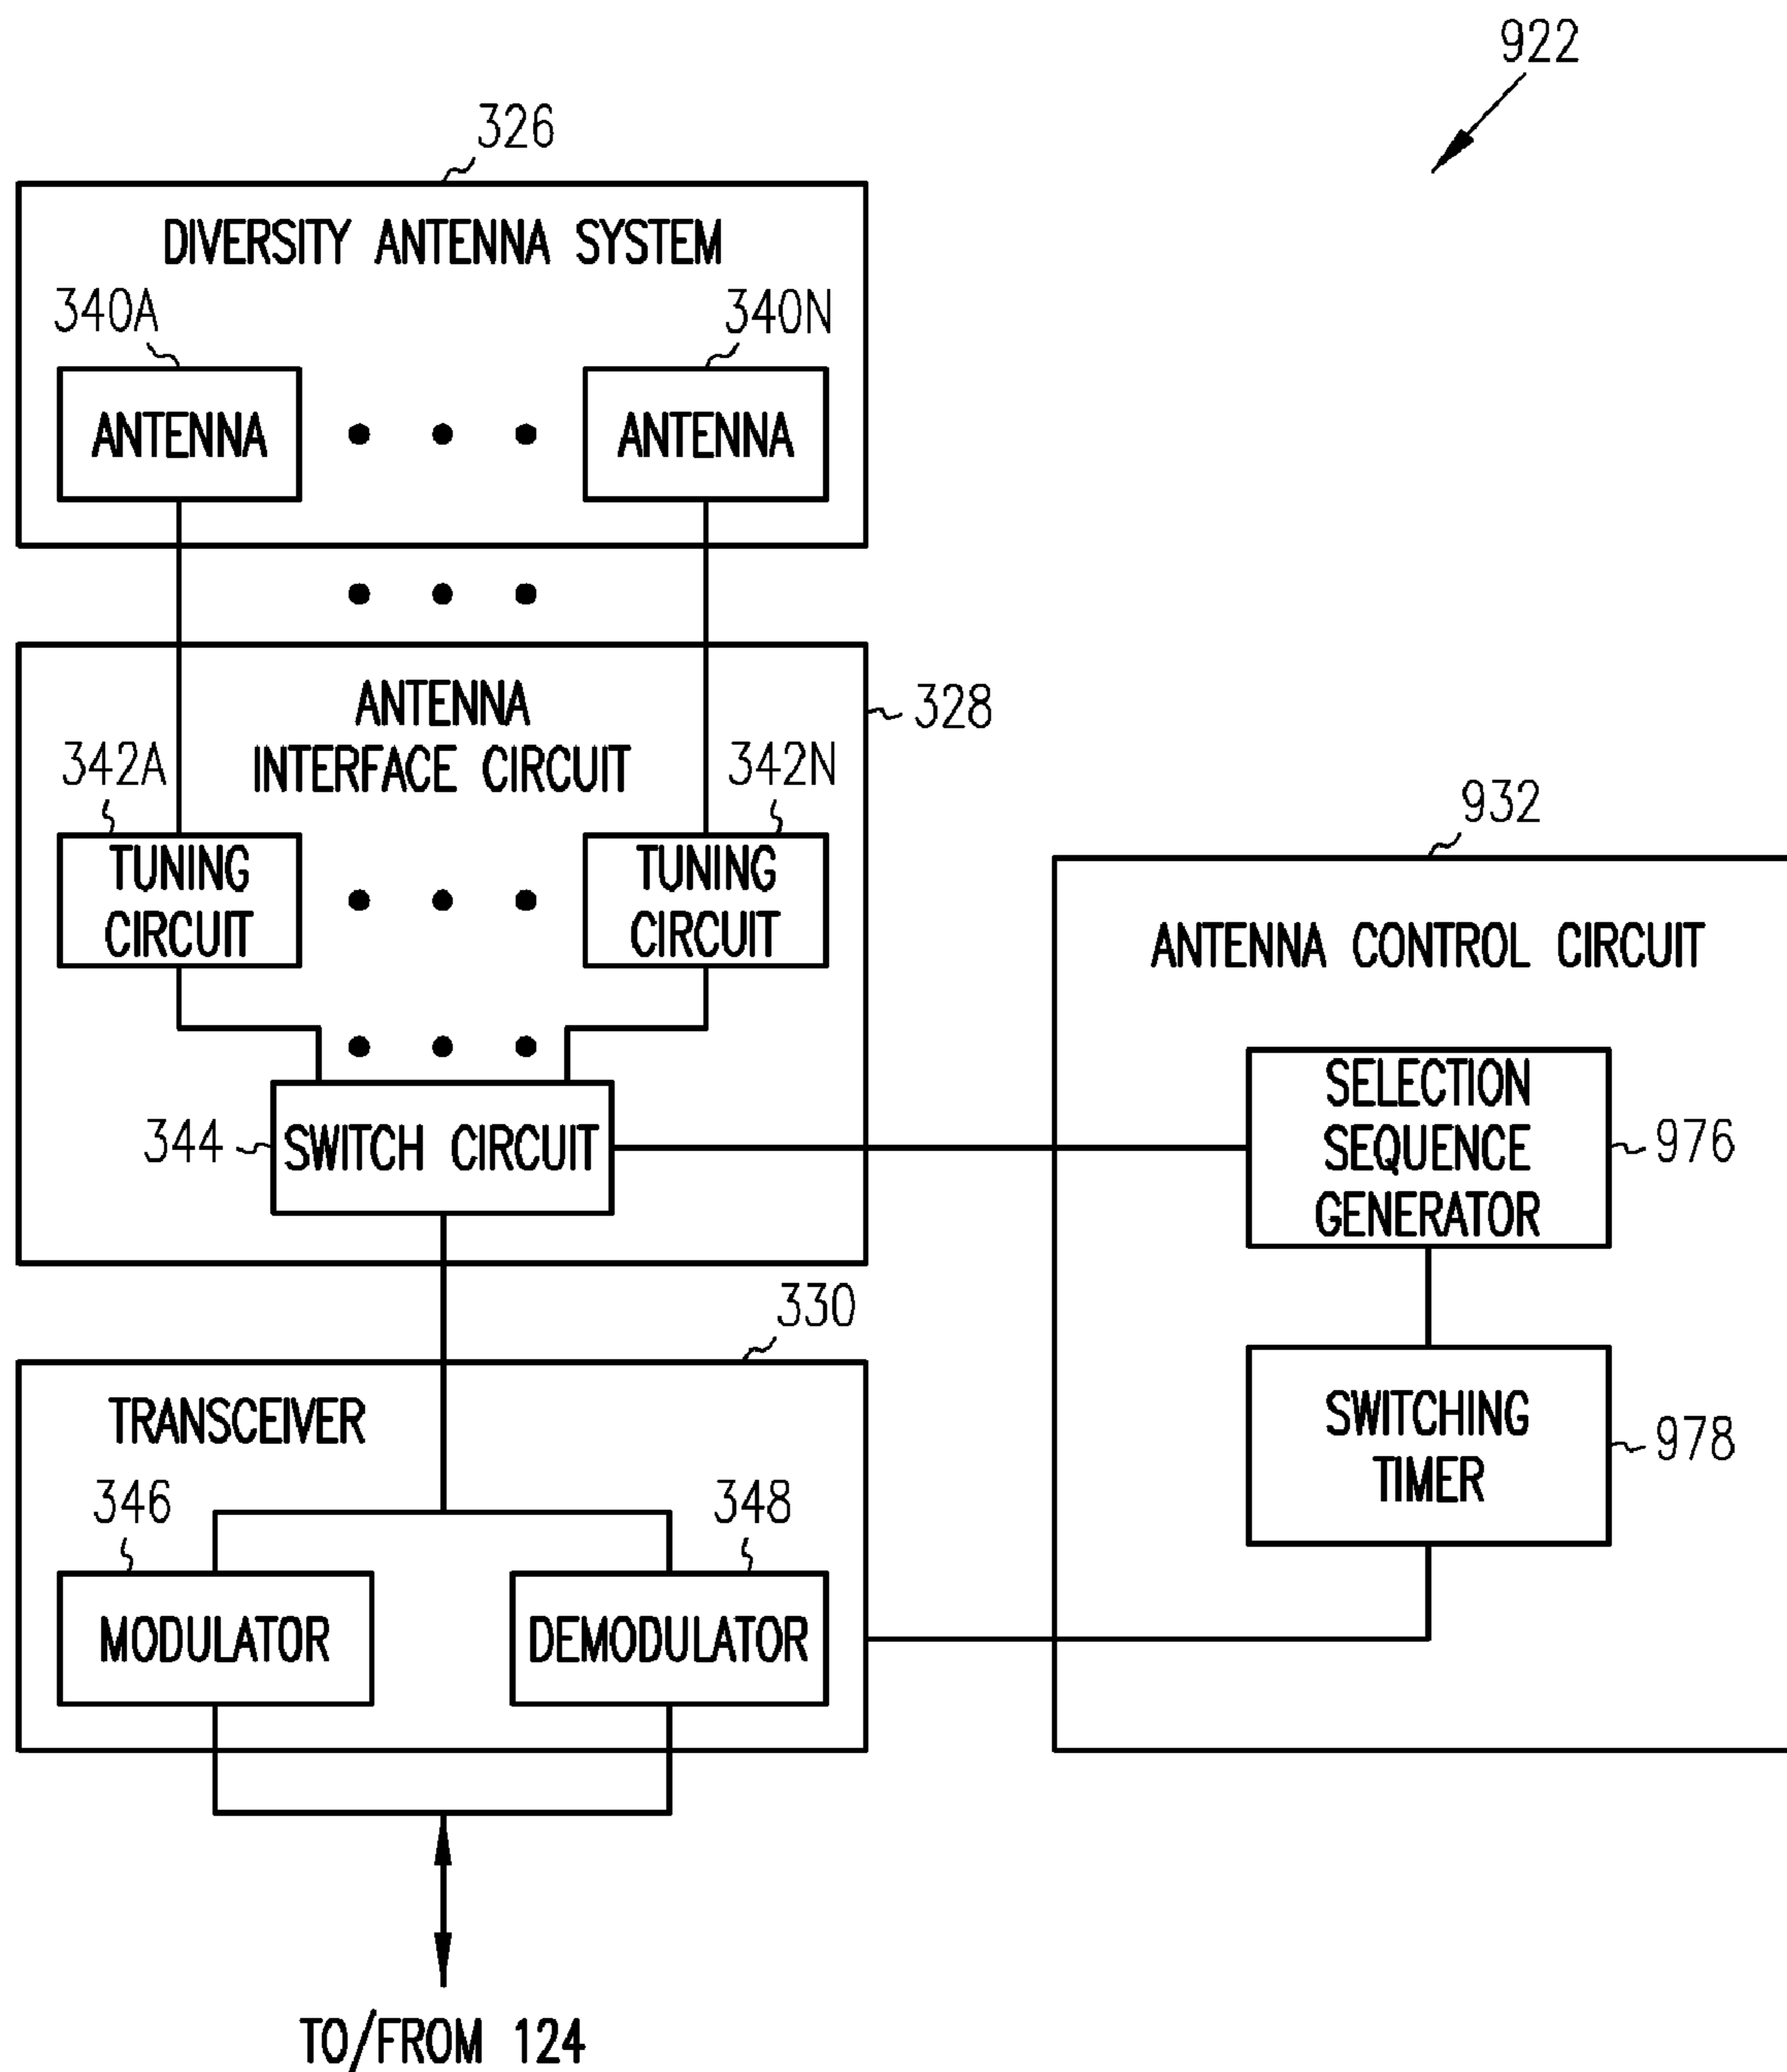 922
326
DIVERSITY ANTENNA SYSTEM
340A
340N
ANTENNA
ANTENNA
ANTENNA
INTERFACE CIRCUIT
328
342A
342N
TUNING
CIRCUIT
TUNING
CIRCUIT
344
SWITCH CIRCUIT
932
ANTENNA CONTROL CIRCUIT
SELECTION
SEQUENCE
GENERATOR
976
SWITCHING
TIMER
978
330
TRANSCEIVER
346
348
MODULATOR
DEMODULATOR
TO/FROM 124